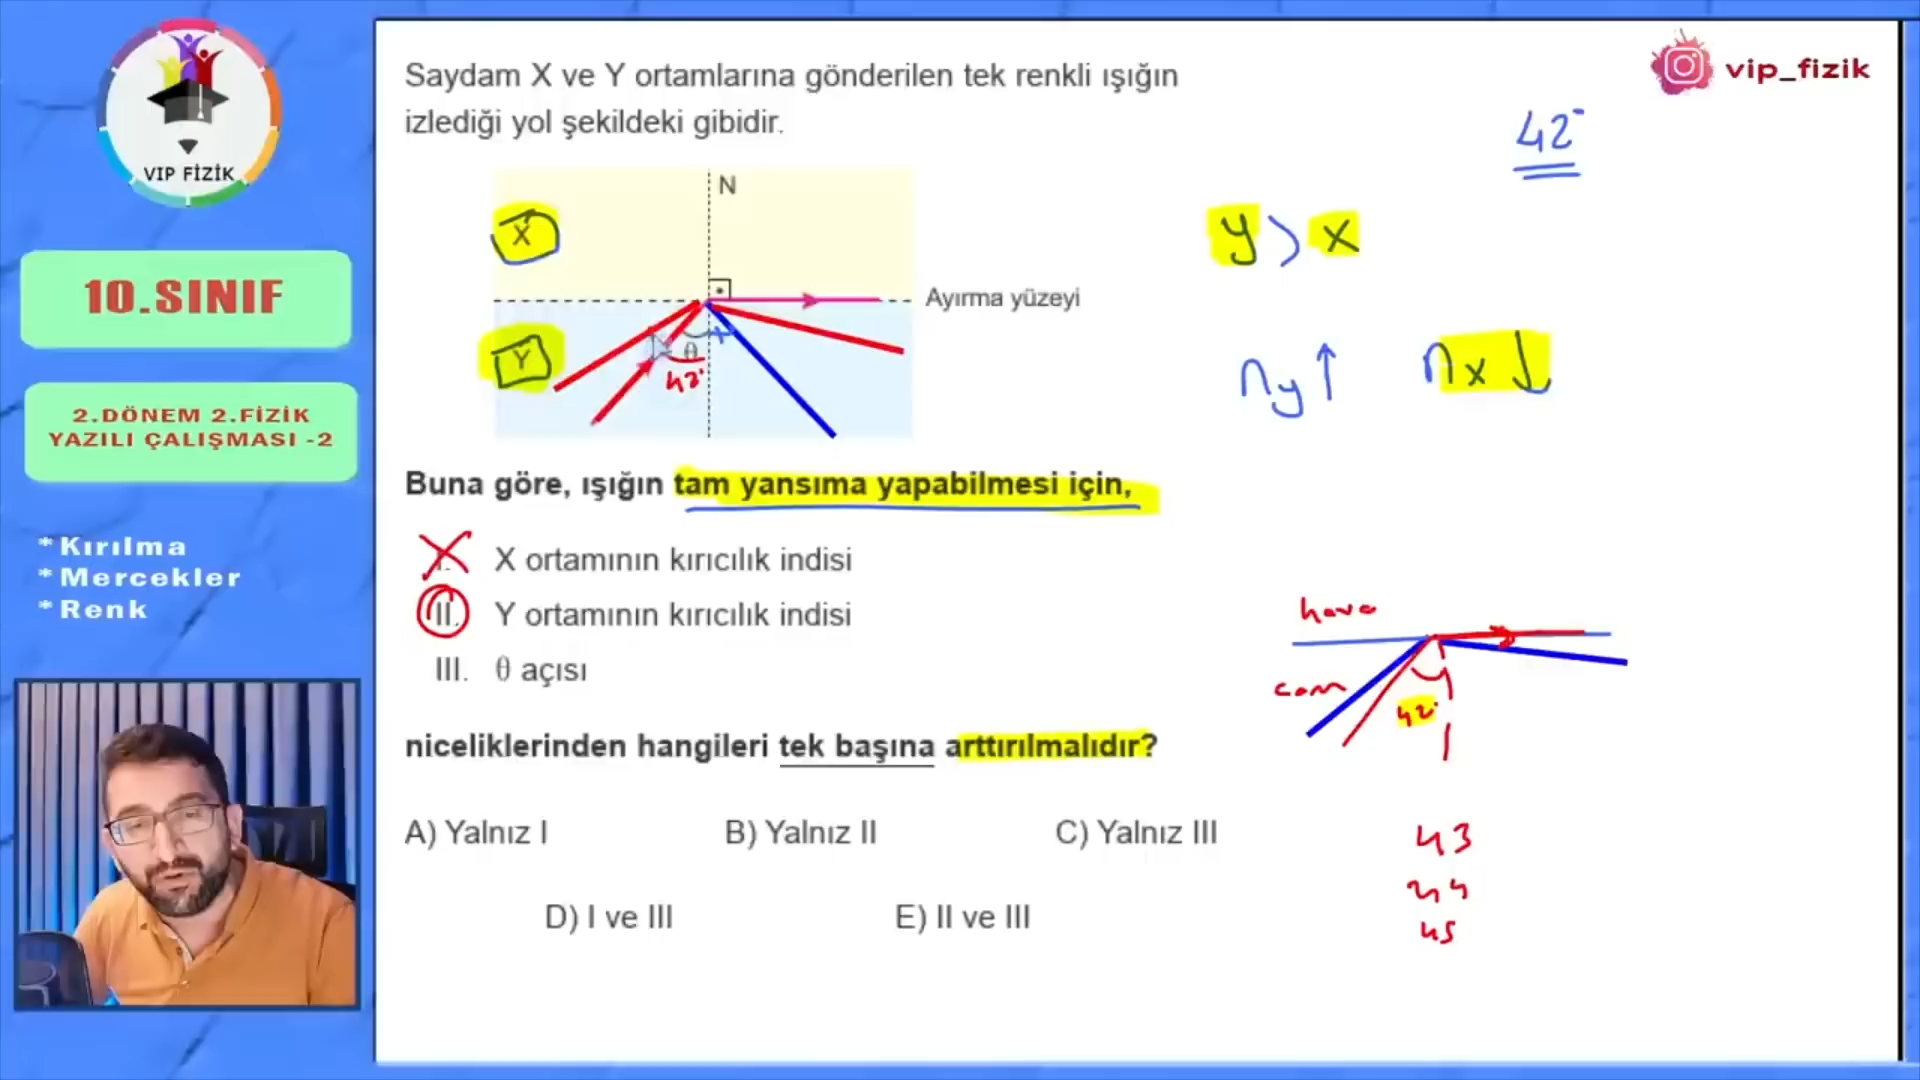 VIP FİZİK
10.SINIF
2.DÖNEM 2.FİZİK
YAZILI ÇALIŞMASI -2
* Kırılma
* Mercekler
* Renk
Saydam X ve Y ortamlarına gönderilen tek renkli ışığın
izlediği yol şekildeki gibidir.
vip_fizik
42°
N
X
Ayırma yüzeyi
Y
θ
42°
y > x
ny↑ nx↓
Buna göre, ışığın tam yansıma yapabilmesi için,
I. X ortamının kırıcılık indisi
II. Y ortamının kırıcılık indisi
III. θ açısı
niceliklerinden hangileri tek başına arttırılmalıdır?
A) Yalnız I B) Yalnız II C) Yalnız III
D) I ve III E) II ve III
hava
cam
42°
43
44
45